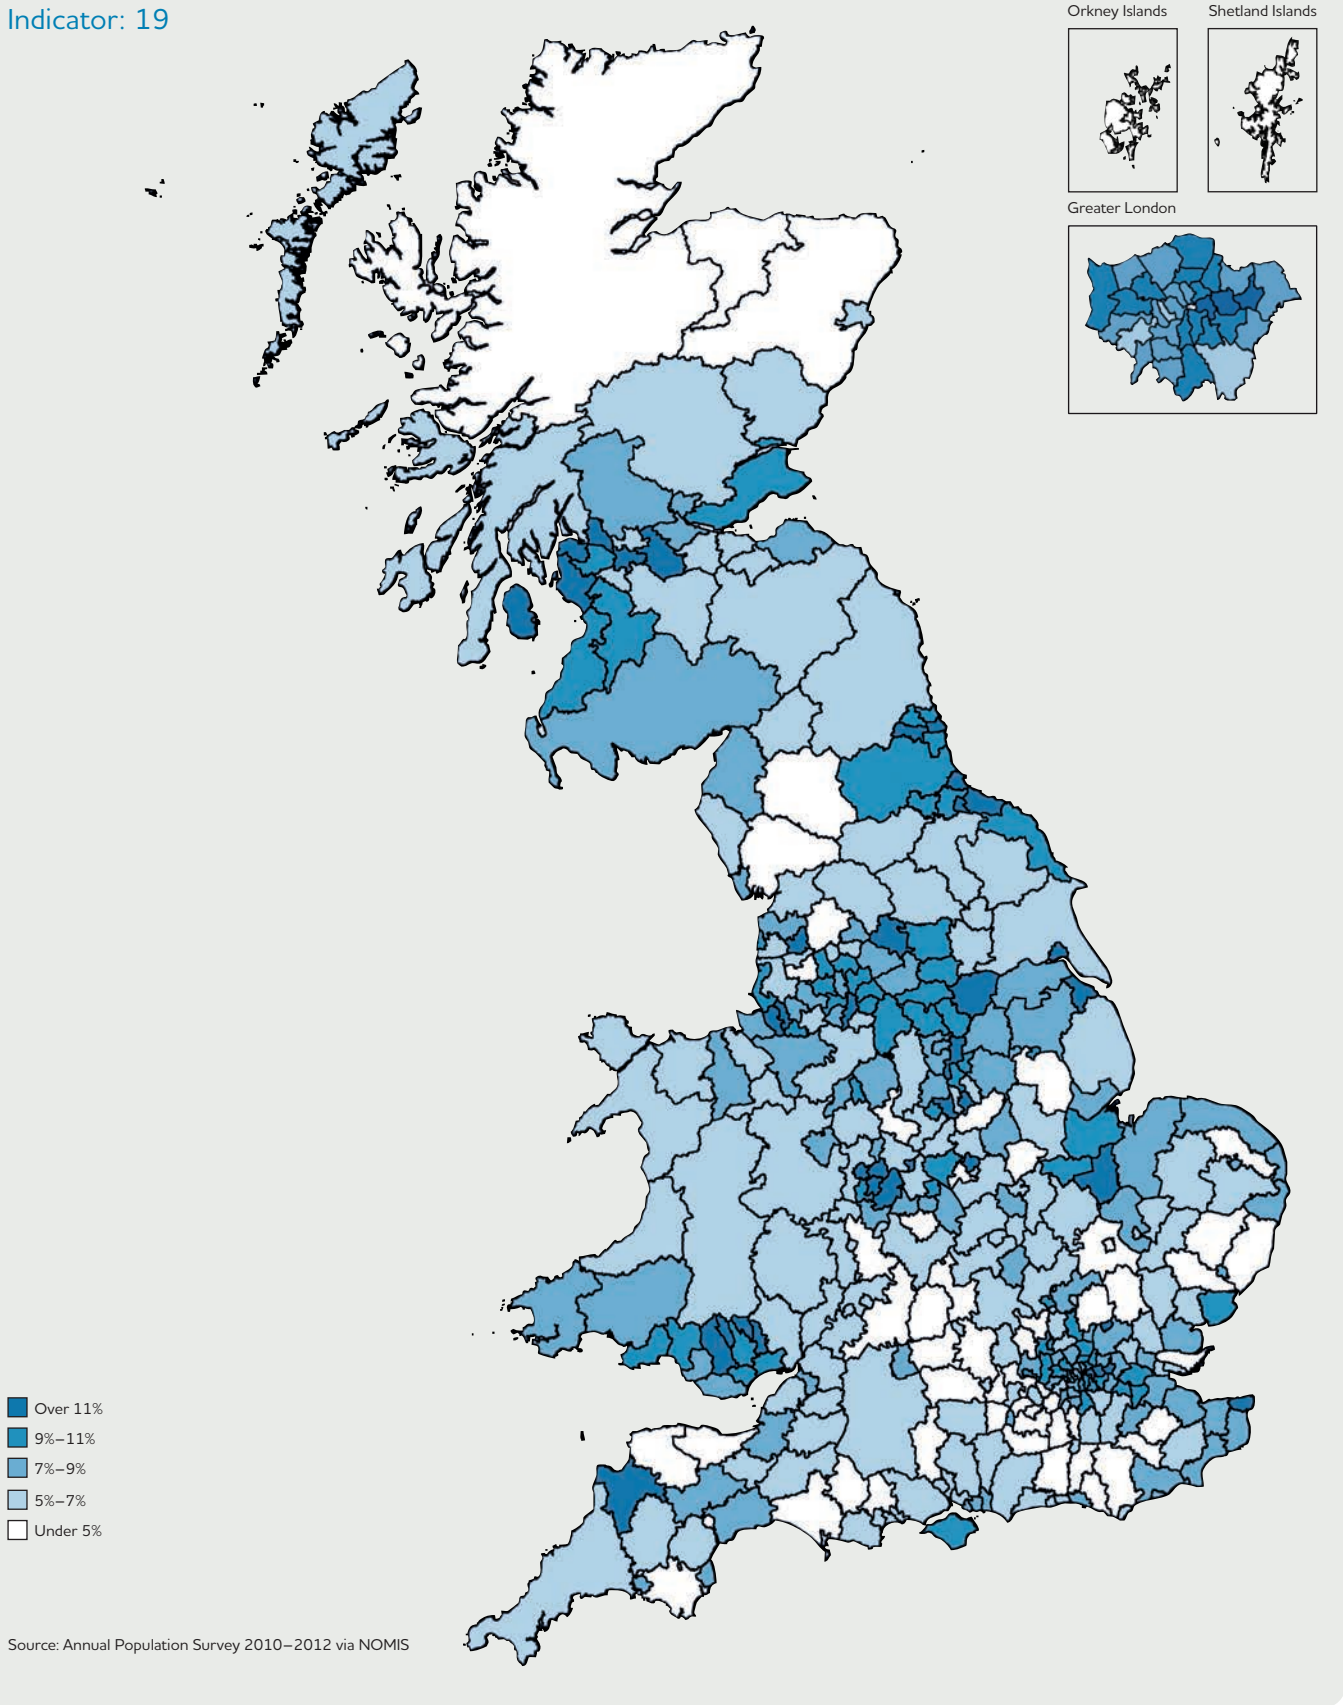 Indicator: 19
Orkney Islands
Shetland Islands
Greater London
Over 11%
9%–11%
7%–9%
5%–7%
Under 5%
Source: Annual Population Survey 2010–2012 via NOMIS